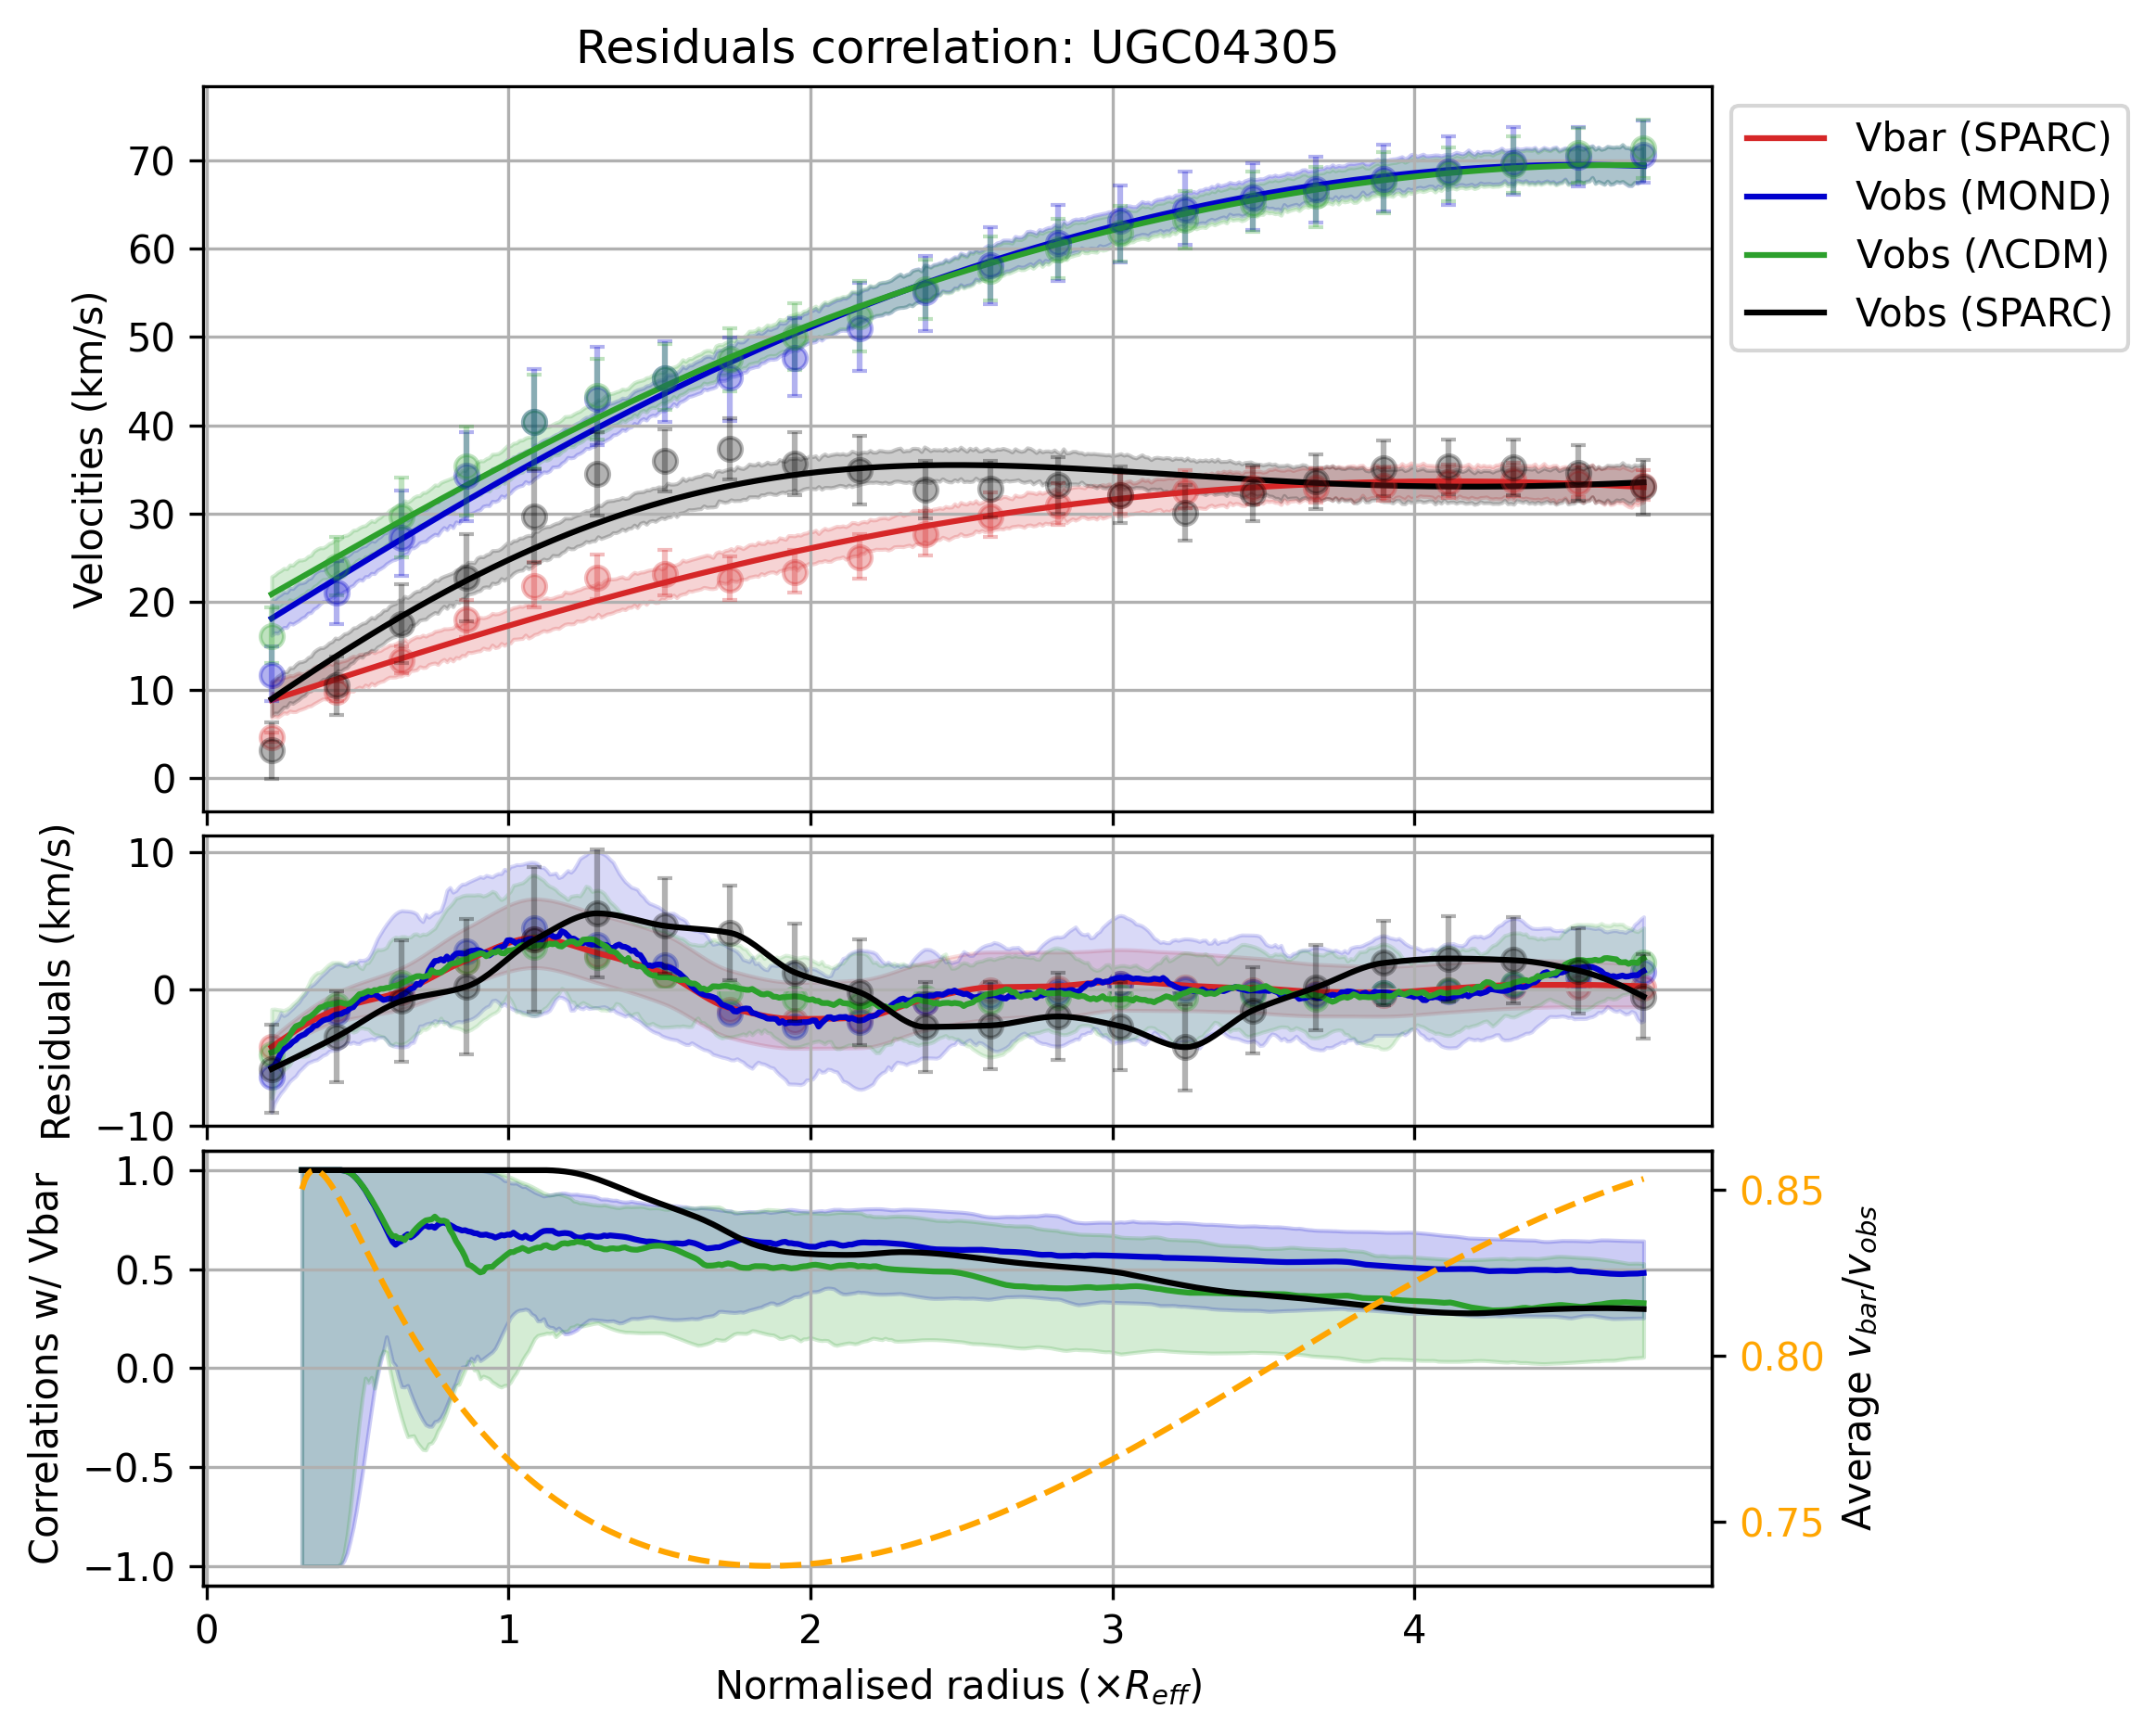 Residuals correlation: UGC04305
Velocities (km/s)
70
60
50
40
30
20
10
0
Vbar (SPARC)
Vobs (MOND)
Vobs (ΛCDM)
Vobs (SPARC)
Residuals (km/s)
10
0
−10
Correlations w/ Vbar
1.0
0.5
0.0
−0.5
−1.0
0.85
0.80
0.75
Average v_bar/v_obs
0 1 2 3 4
Normalised radius (×R_eff)